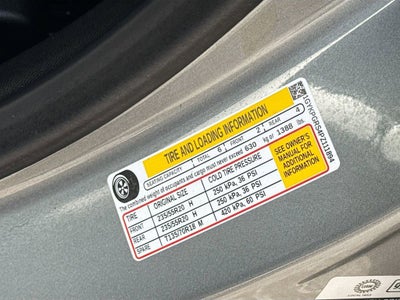 TIRE AND LOADING INFORMATION
SEATING CAPACITY TOTAL 6 FRONT 2 REAR 4
The combined weight of occupants and cargo must never exceed 630 kg or 1388 lbs.
TIRE ORIGINAL SIZE COLD TIRE PRESSURE
FRONT 235/55R20 H 250 kPa, 36 PSI
REAR 235/55R20 H 250 kPa, 36 PSI
SPARE T135/70R18 M 420 kPa, 60 PSI
SEE OWNER'S
MANUAL FOR
ADDITIONAL
INFORMATION